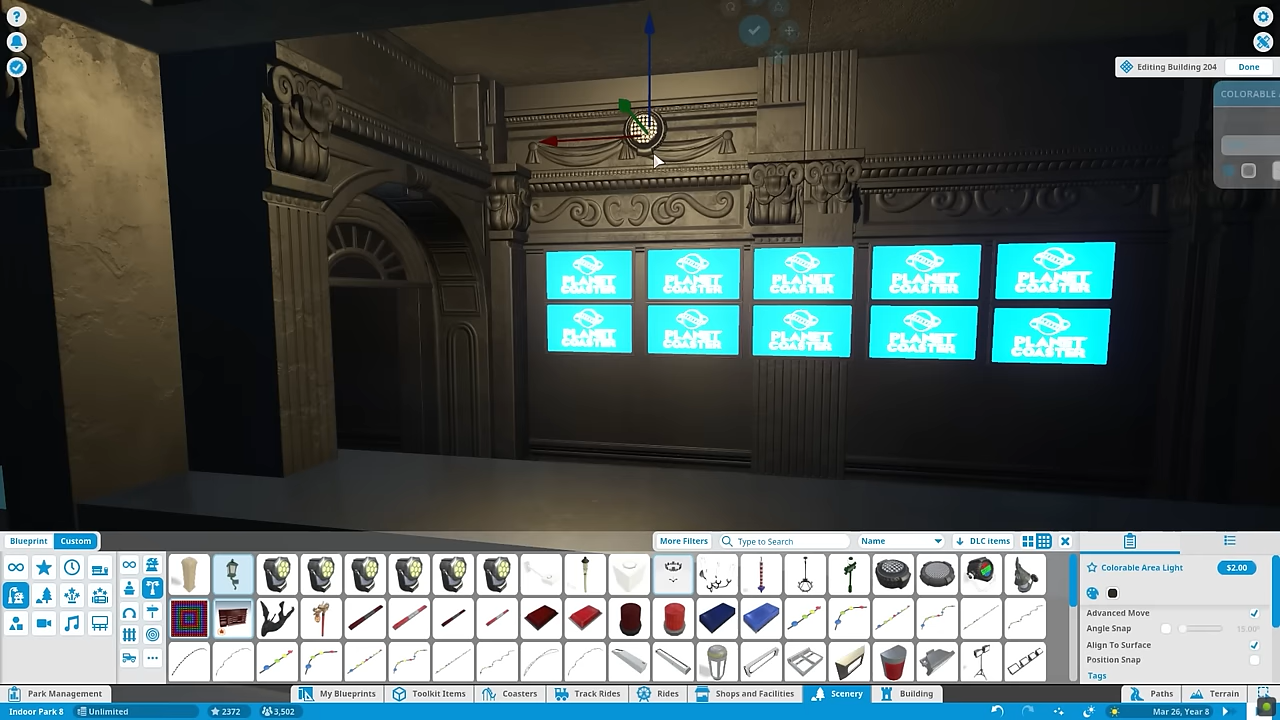 ?
Editing Building 204
Done
COLORABLE
PLANET COASTER
PLANET COASTER
PLANET COASTER
PLANET COASTER
PLANET COASTER
PLANET COASTER
PLANET COASTER
PLANET COASTER
PLANET COASTER
PLANET COASTER
Blueprint
Custom
More Filters
Type to Search
Name
DLC items
Colorable Area Light
$2.00
Advanced Move
Angle Snap
15.00°
Align To Surface
Position Snap
Tags
Park Management
My Blueprints
Toolkit Items
Coasters
Track Rides
Rides
Shops and Facilities
Scenery
Building
Paths
Terrain
Indoor Park 8
Unlimited
2372
3,502
Mar 26, Year 8